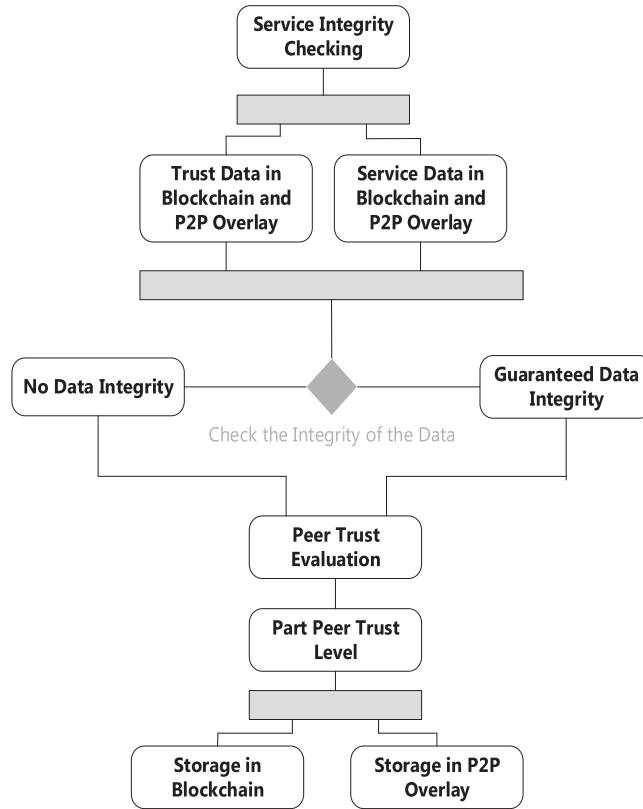 Service Integrity
Checking
Trust Data in
Blockchain and
P2P Overlay
Service Data in
Blockchain and
P2P Overlay
No Data Integrity
Guaranteed Data
Integrity
Check the Integrity of the Data
Peer Trust
Evaluation
Part Peer Trust
Level
Storage in
Blockchain
Storage in P2P
Overlay